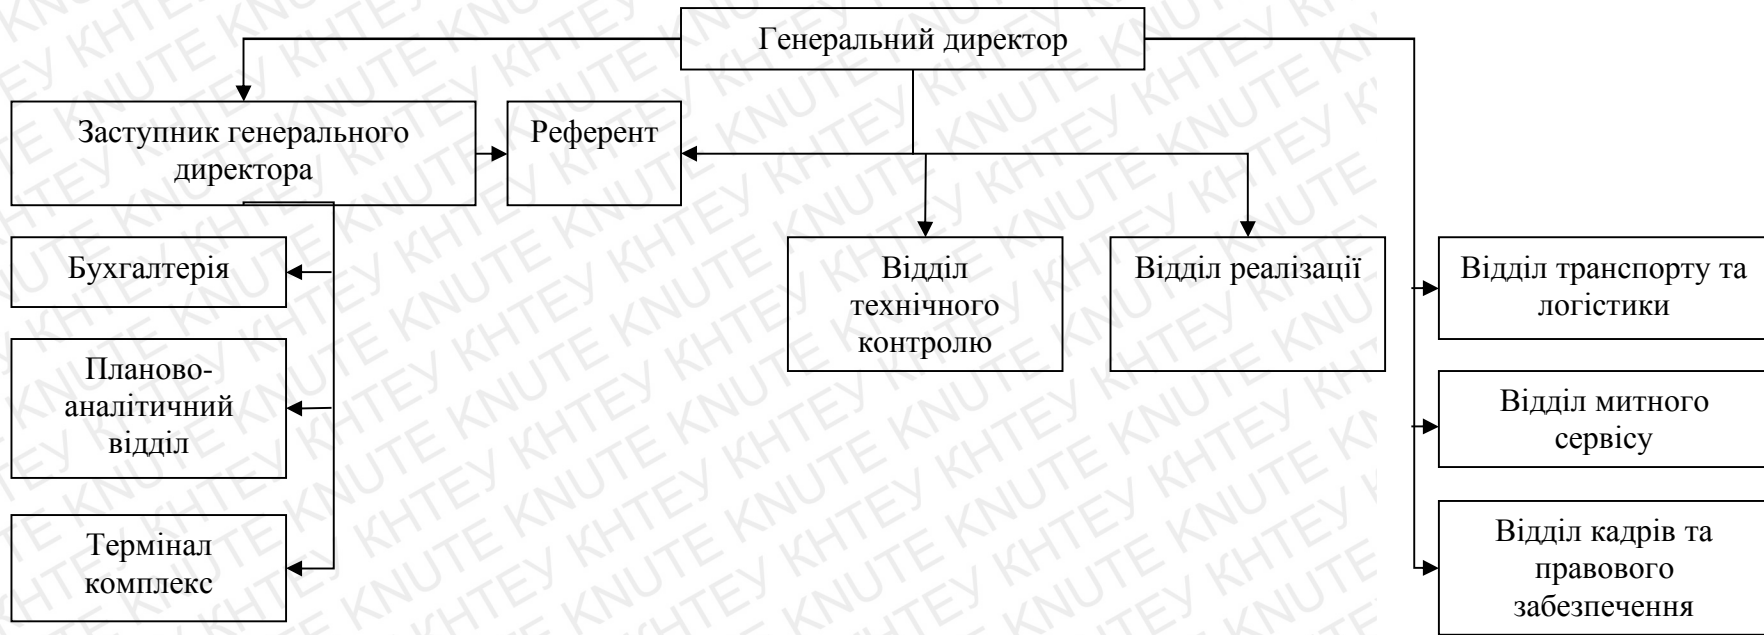 Генеральний директор
Заступник генерального
директора
Референт
Бухгалтерія
Планово-
аналітичний
відділ
Термінал
комплекс
Відділ
технічного
контролю
Відділ реалізації
Відділ транспорту та
логістики
Відділ митного
сервісу
Відділ кадрів та
правового
забезпечення